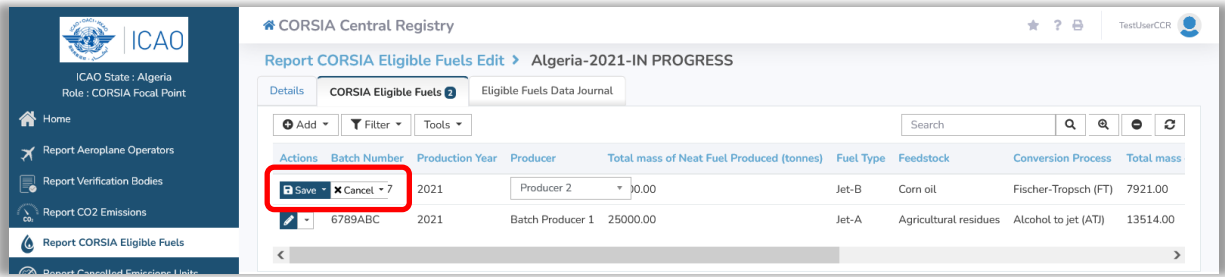 ICAO
ICAO State : Algeria
Role : CORSIA Focal Point
Home
Report Aeroplane Operators
Report Verification Bodies
Report CO2 Emissions
Report CORSIA Eligible Fuels
Report Cancelled Emissions Units
CORSIA Central Registry
TestUserCCR
Report CORSIA Eligible Fuels Edit > Algeria-2021-IN PROGRESS
Details CORSIA Eligible Fuels 2 Eligible Fuels Data Journal
Add Filter Tools Search
Actions Batch Number Production Year Producer Total mass of Neat Fuel Produced (tonnes) Fuel Type Feedstock Conversion Process Total mass
Save Cancel 7 2021 Producer 2 00.00 Jet-B Corn oil Fischer-Tropsch (FT) 7921.00
6789ABC 2021 Batch Producer 1 25000.00 Jet-A Agricultural residues Alcohol to jet (ATJ) 13514.00